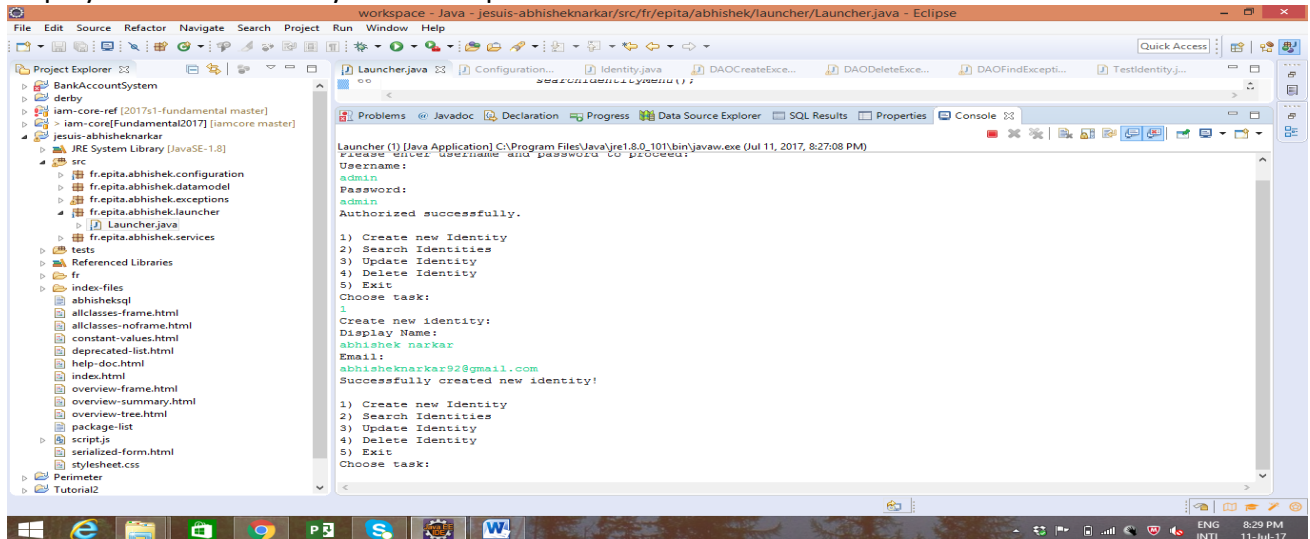 workspace - Java - jesuis-abhisheknarkar/src/fr/epita/abhishek/launcher/Launcher.java - Eclipse
File Edit Source Refactor Navigate Search Project Run Window Help
Quick Access
Project Explorer
BankAccountSystem
derby
iam-core-ref [2017s1-fundamental master]
> iam-core[Fundamental2017] [iamcore master]
jesuis-abhisheknarkar
JRE System Library [JavaSE-1.8]
src
fr.epita.abhishek.configuration
fr.epita.abhishek.datamodel
fr.epita.abhishek.exceptions
fr.epita.abhishek.launcher
Launcher.java
fr.epita.abhishek.services
tests
Referenced Libraries
fr
index-files
abhisheksql
allclasses-frame.html
allclasses-noframe.html
constant-values.html
deprecated-list.html
help-doc.html
index.html
overview-frame.html
overview-summary.html
overview-tree.html
package-list
script.js
serialized-form.html
stylesheet.css
Perimeter
Tutorial2
Launcher.java Configuration... Identity.java DAOCreateExce... DAODeleteExce... DAOFindExcepti... TestIdentity.j...
66 searchIdentityMenu();
Problems Javadoc Declaration Progress Data Source Explorer SQL Results Properties Console
Launcher (1) [Java Application] C:\Program Files\Java\jre1.8.0_101\bin\javaw.exe (Jul 11, 2017, 8:27:08 PM)
Please enter username and password to proceed:
Username:
admin
Password:
admin
Authorized successfully.
1) Create new Identity
2) Search Identities
3) Update Identity
4) Delete Identity
5) Exit
Choose task:
1
Create new identity:
Display Name:
abhishek narkar
Email:
abhisheknarkar92@gmail.com
Successfully created new identity!
1) Create new Identity
2) Search Identities
3) Update Identity
4) Delete Identity
5) Exit
Choose task:
ENG
INTL
8:29 PM
11-Jul-17